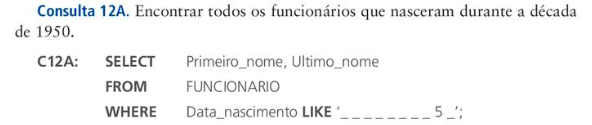 Consulta 12A. Encontrar todos os funcionários que nasceram durante a década
de 1950.
C12A: SELECT Primeiro_nome, Ultimo_nome
FROM FUNCIONARIO
WHERE Data_nascimento LIKE '_ _ _ _ _ _ _ _ 5 _';